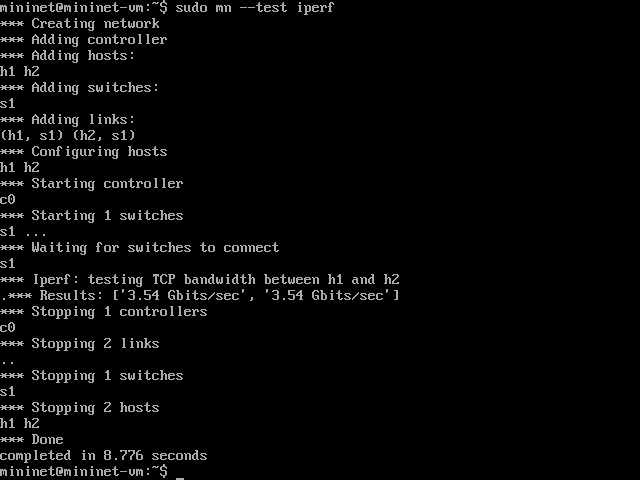 mininet@mininet-vm:~$ sudo mn --test iperf
*** Creating network
*** Adding controller
*** Adding hosts:
h1 h2
*** Adding switches:
s1
*** Adding links:
(h1, s1) (h2, s1)
*** Configuring hosts
h1 h2
*** Starting controller
c0
*** Starting 1 switches
s1 ...
*** Waiting for switches to connect
s1
*** Iperf: testing TCP bandwidth between h1 and h2
.*** Results: ['3.54 Gbits/sec', '3.54 Gbits/sec']
*** Stopping 1 controllers
c0
*** Stopping 2 links
..
*** Stopping 1 switches
s1
*** Stopping 2 hosts
h1 h2
*** Done
completed in 8.776 seconds
mininet@mininet-vm:~$ _